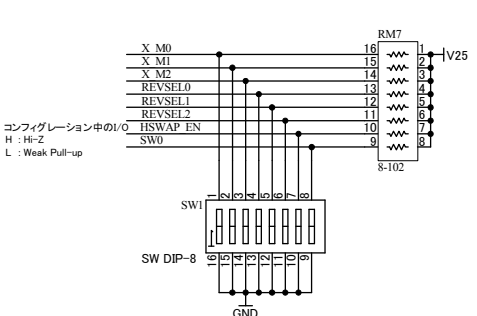 RM7
X_M0 16 1 V25
X_M1 15 2
X_M2 14 3
REVSEL0 13 4
REVSEL1 12 5
REVSEL2 11 6
コンフィグレーション中のI/O HSWAP_EN 10 7
H : Hi-Z SW0 9 8
L : Weak Pull-up
8-102
1 2 3 4 5 6 7 8
SW1
SW DIP-8
16 15 14 13 12 11 10 9
GND